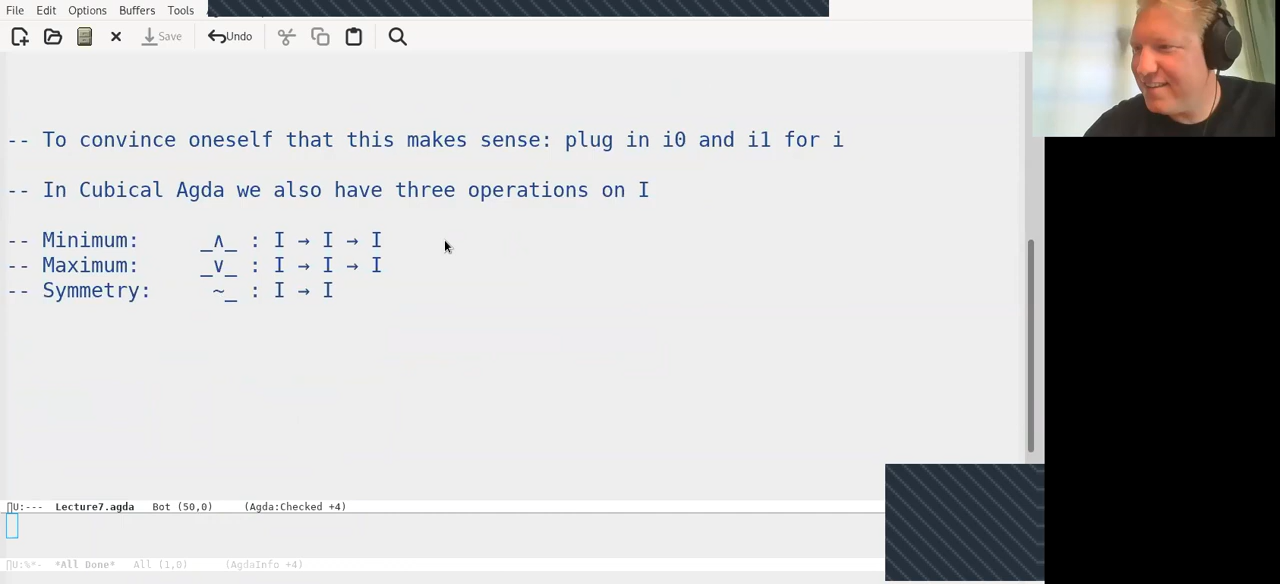 File Edit Options Buffers Tools
Save Undo
-- To convince oneself that this makes sense: plug in i0 and i1 for i
-- In Cubical Agda we also have three operations on I
-- Minimum: _∧_ : I → I → I
-- Maximum: _∨_ : I → I → I
-- Symmetry: ~_ : I → I
U:--- Lecture7.agda Bot (50,0) (Agda:Checked +4)
U:%*- *All Done* All (1,0) (AgdaInfo +4)